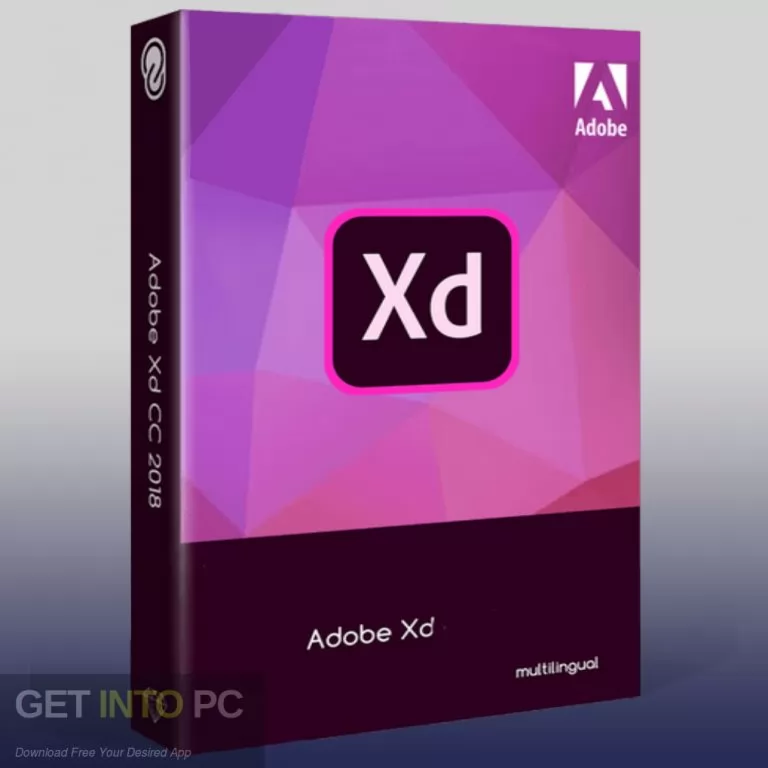 Adobe
Xd
Adobe Xd CC 2018
Adobe Xd
multilingual
GET INTO PC
Download Free Your Desired App